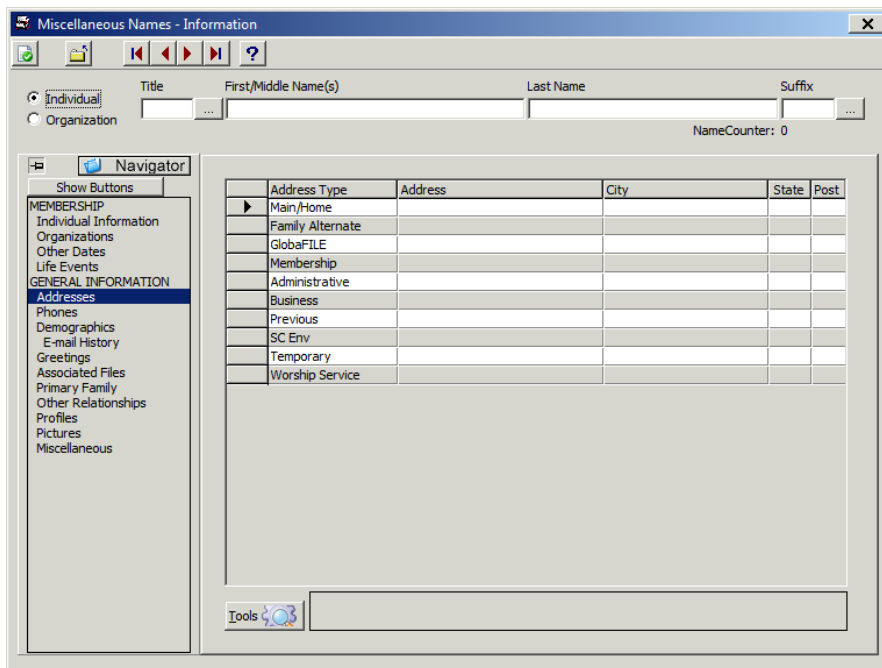 Miscellaneous Names - Information
Title First/Middle Name(s) Last Name Suffix
Individual
Organization
... ...
NameCounter: 0
Navigator
Show Buttons
MEMBERSHIP
Individual Information
Organizations
Other Dates
Life Events
GENERAL INFORMATION
Addresses
Phones
Demographics
E-mail History
Greetings
Associated Files
Primary Family
Other Relationships
Profiles
Pictures
Miscellaneous
Address Type Address City State Post
Main/Home
Family Alternate
GlobaFILE
Membership
Administrative
Business
Previous
SC Env
Temporary
Worship Service
Tools